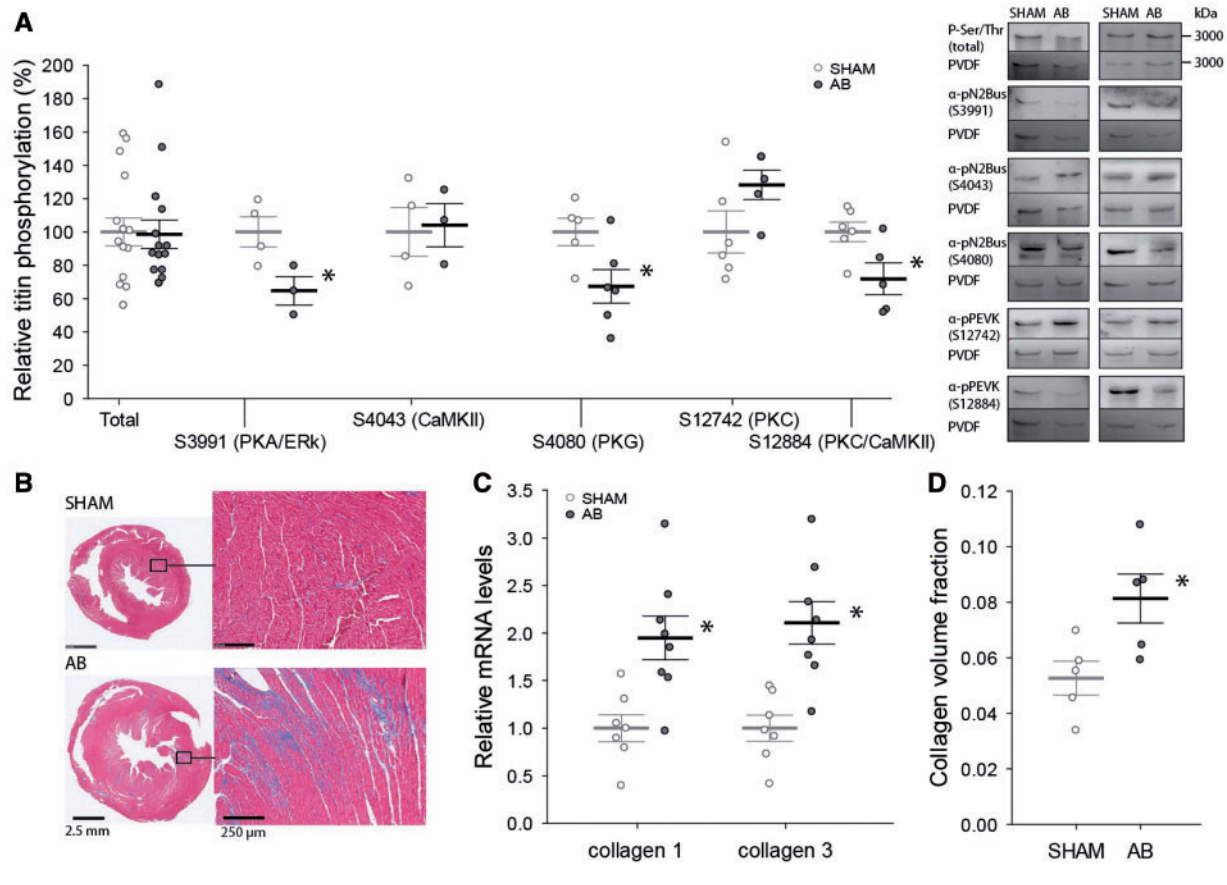 A
Relative titin phosphorylation (%)
200
180
160
140
120
100
80
60
40
20
0
SHAM
AB
*
*
*
Total
S3991 (PKA/ERk)
S4043 (CaMKII)
S4080 (PKG)
S12742 (PKC)
S12884 (PKC/CaMKII)
SHAM AB SHAM AB kDa
P-Ser/Thr
(total)
3000
PVDF
3000
α-pN2Bus
(S3991)
PVDF
α-pN2Bus
(S4043)
PVDF
α-pN2Bus
(S4080)
PVDF
α-pPEVK
(S12742)
PVDF
α-pPEVK
(S12884)
PVDF
B
SHAM
AB
2.5 mm
250 µm
C
Relative mRNA levels
3.5
3.0
2.5
2.0
1.5
1.0
0.5
0.0
SHAM
AB
*
*
collagen 1
collagen 3
D
Collagen volume fraction
0.12
0.10
0.08
0.06
0.04
0.02
0.00
*
SHAM
AB